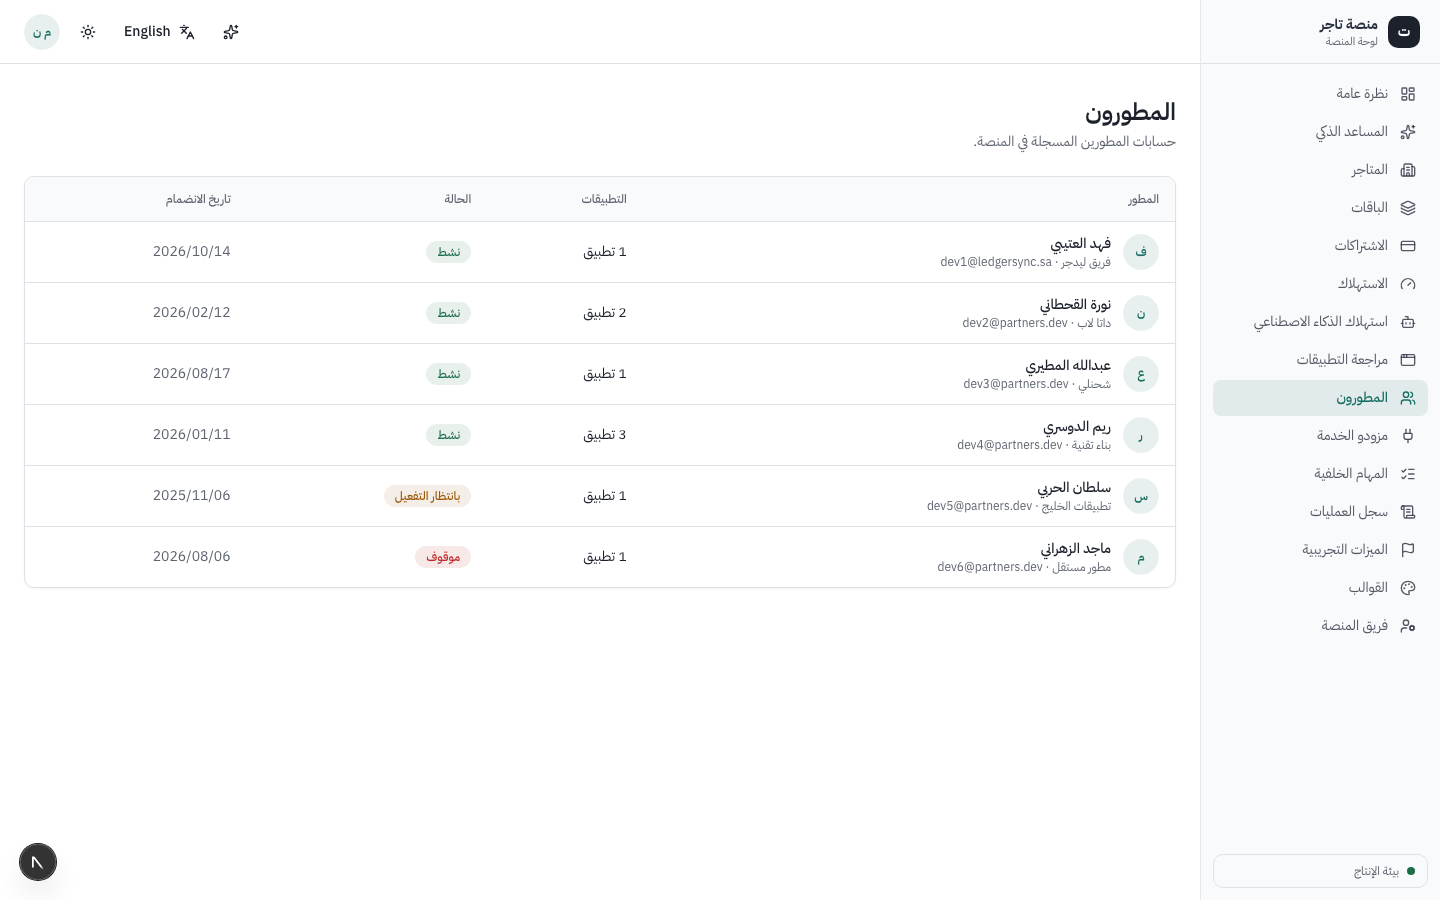 ت
منصة تاجر
لوحة المنصة
نظرة عامة
المساعد الذكي
المتاجر
الباقات
الاشتراكات
الاستهلاك
استهلاك الذكاء الاصطناعي
مراجعة التطبيقات
المطورون
مزودو الخدمة
المهام الخلفية
سجل العمليات
الميزات التجريبية
القوالب
فريق المنصة
بيئة الإنتاج
English
م ن
المطورون
حسابات المطورين المسجلة في المنصة.
المطور التطبيقات الحالة تاريخ الانضمام
ف فهد العتيبي 1 تطبيق نشط 2026/10/14
فريق ليدجر · dev1@ledgersync.sa
ن نورة القحطاني 2 تطبيق نشط 2026/02/12
داتا لاب · dev2@partners.dev
ع عبدالله المطيري 1 تطبيق نشط 2026/08/17
شحنلي · dev3@partners.dev
ر ريم الدوسري 3 تطبيق نشط 2026/01/11
بناء تقنية · dev4@partners.dev
س سلطان الحربي 1 تطبيق بانتظار التفعيل 2025/11/06
تطبيقات الخليج · dev5@partners.dev
م ماجد الزهراني 1 تطبيق موقوف 2026/08/06
مطور مستقل · dev6@partners.dev